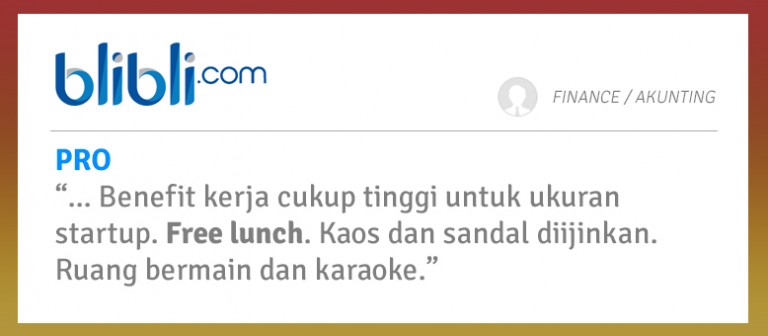 blibli.com
FINANCE / AKUNTING
PRO
“... Benefit kerja cukup tinggi untuk ukuran
startup. Free lunch. Kaos dan sandal diijinkan.
Ruang bermain dan karaoke.”